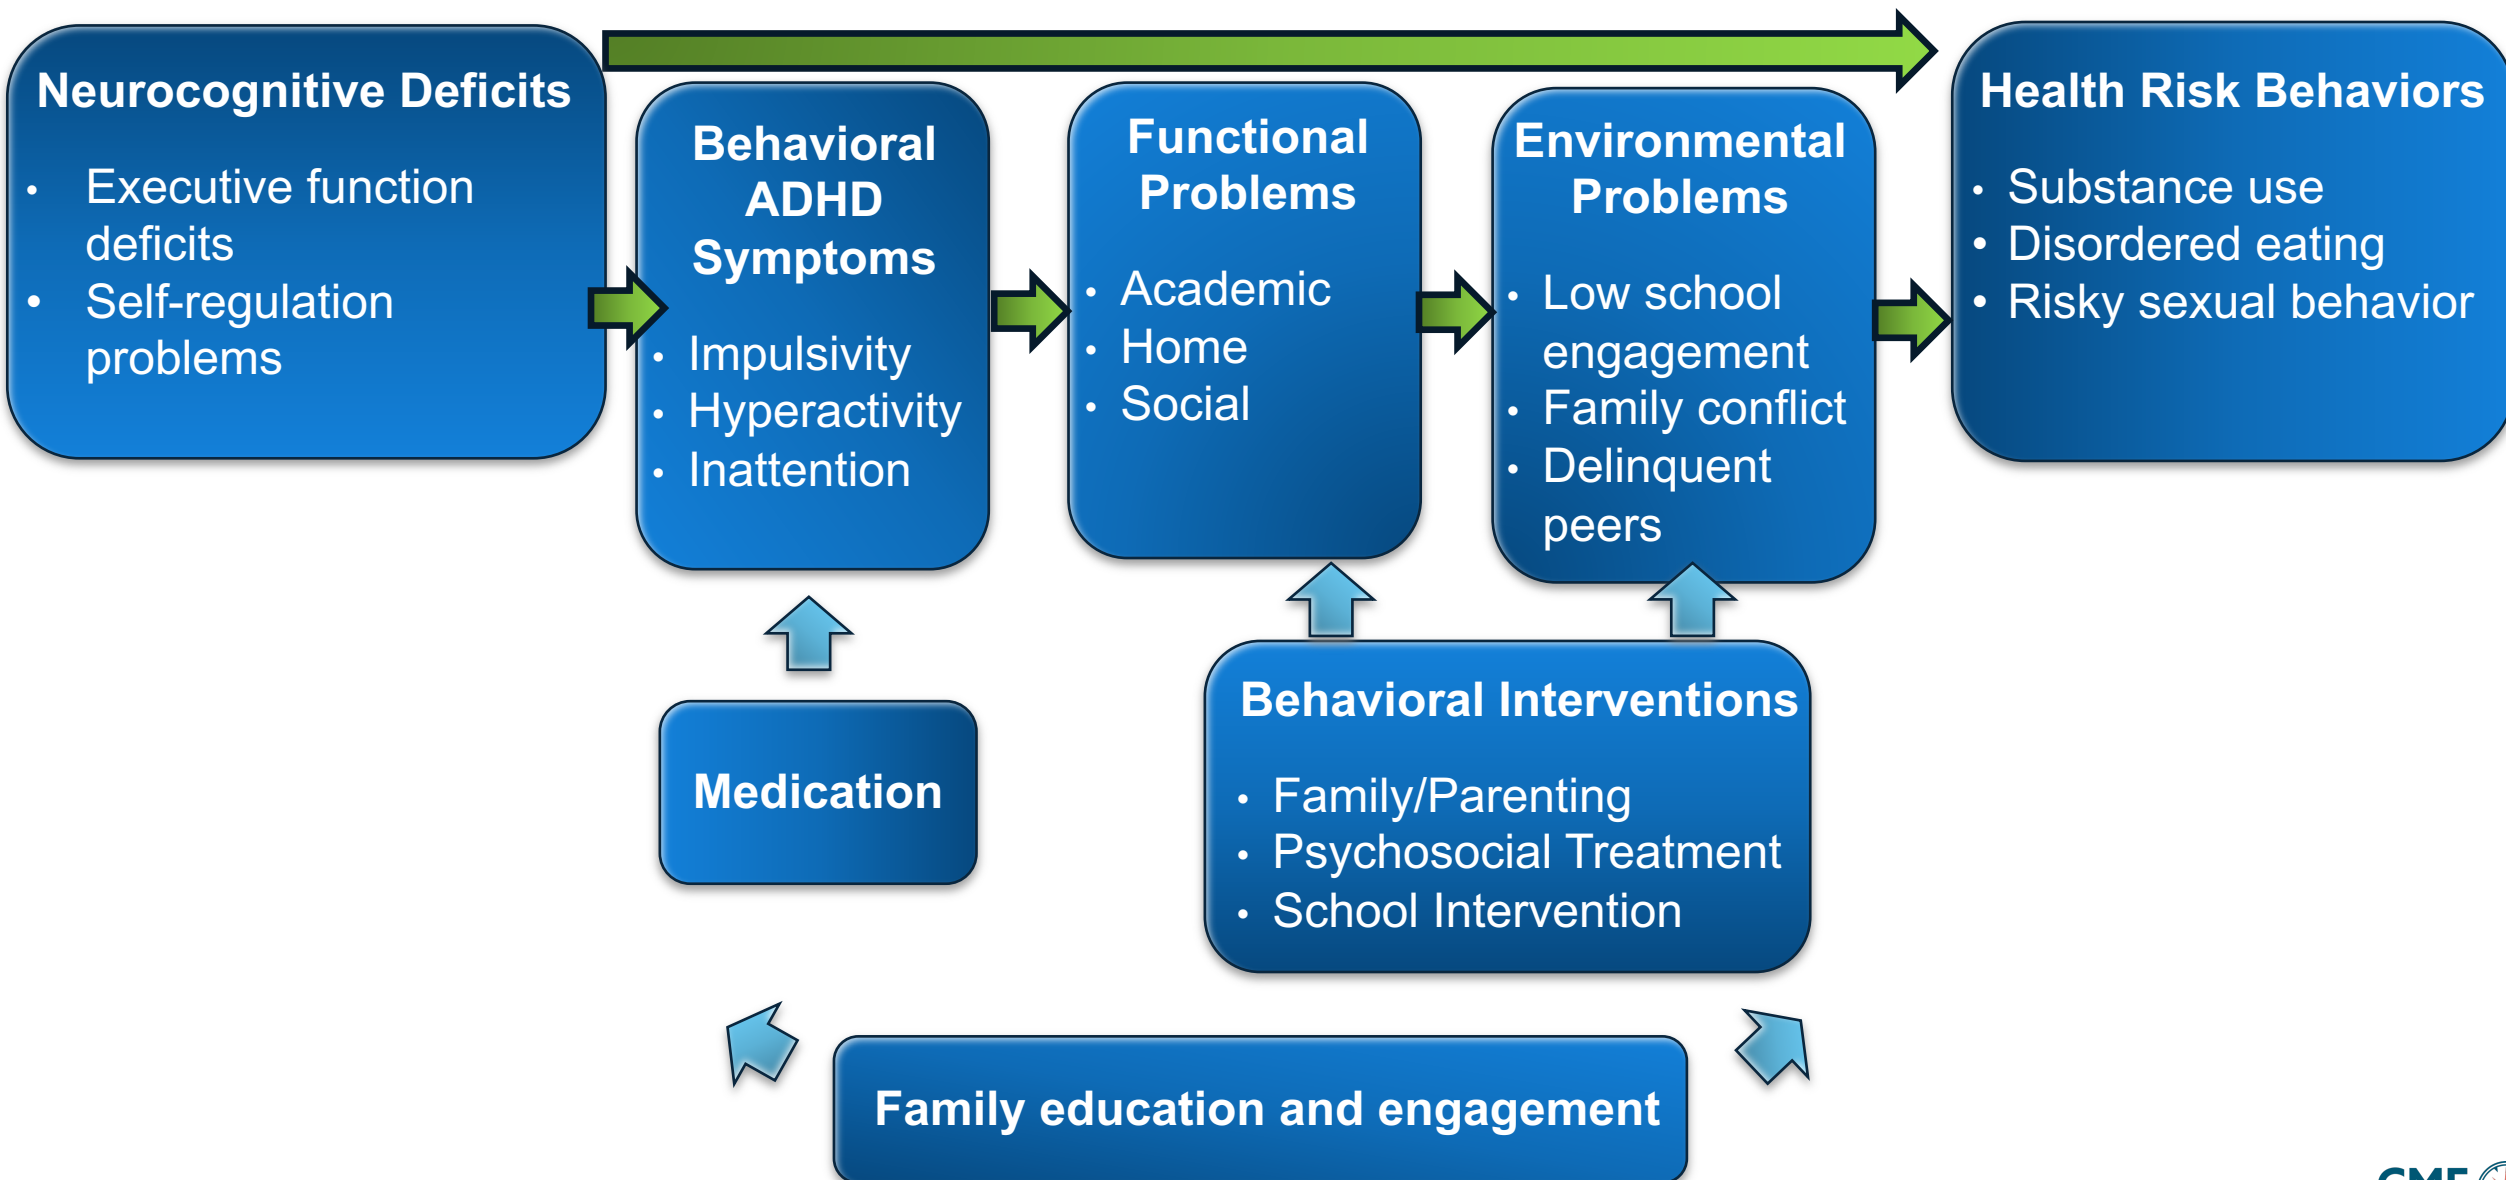 Neurocognitive Deficits
• Executive function
deficits
• Self-regulation
problems
Behavioral
ADHD
Symptoms
• Impulsivity
• Hyperactivity
• Inattention
Functional
Problems
• Academic
• Home
• Social
Environmental
Problems
• Low school
engagement
• Family conflict
• Delinquent
peers
Health Risk Behaviors
• Substance use
• Disordered eating
• Risky sexual behavior
Medication
Behavioral Interventions
• Family/Parenting
• Psychosocial Treatment
• School Intervention
Family education and engagement